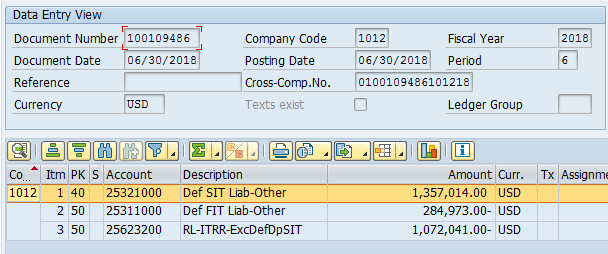 Data Entry View
Document Number 100109486 Company Code 1012 Fiscal Year 2018
Document Date 06/30/2018 Posting Date 06/30/2018 Period 6
Reference Cross-Comp.No. 0100109486101218
Currency USD Texts exist Ledger Group
Co... Itm PK S Account Description Amount Curr. Tx Assignme
1012 1 40 25321000 Def SIT Liab-Other 1,357,014.00 USD
2 50 25311000 Def FIT Liab-Other 284,973.00- USD
3 50 25623200 RL-ITRR-ExcDefDpSIT 1,072,041.00- USD